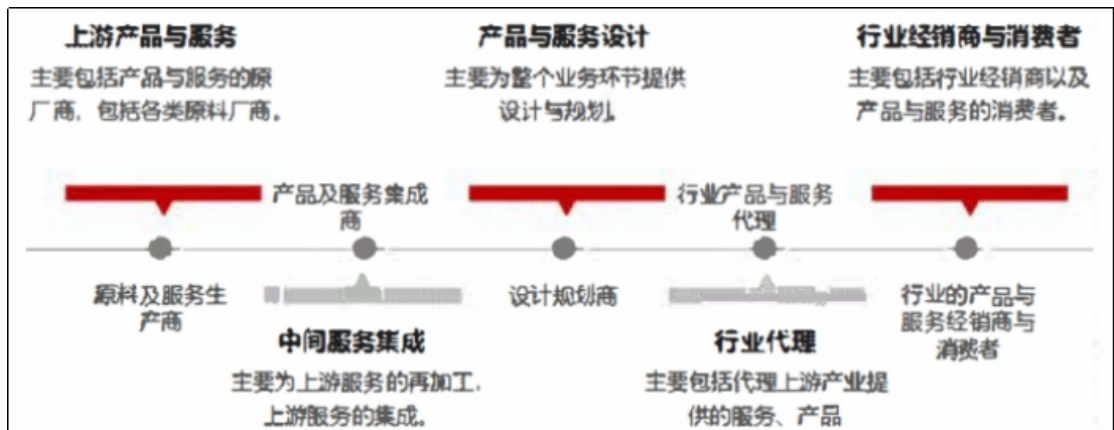 上游产品与服务
主要包括产品与服务的原
厂商，包括各类原料厂商。
产品与服务设计
主要为整个业务环节提供
设计与规划。
行业经销商与消费者
主要包括行业经销商以及
产品与服务的消费者。
产品及服务集成
商
行业产品与服务
代理
原料及服务生
产商
设计规划商
行业的产品与
服务经销商与
消费者
中间服务集成
主要为上游服务的再加工，
上游服务的集成。
行业代理
主要包括代理上游产业提
供的服务、产品